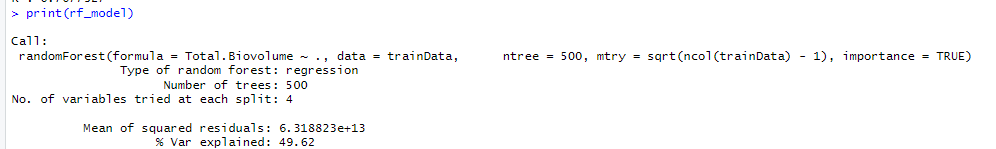 > print(rf_model)
Call:
randomForest(formula = Total.Biovolume ~ ., data = trainData,      ntree = 500, mtry = sqrt(ncol(trainData) - 1), importance = TRUE)
Type of random forest: regression
Number of trees: 500
No. of variables tried at each split: 4
Mean of squared residuals: 6.318823e+13
% Var explained: 49.62